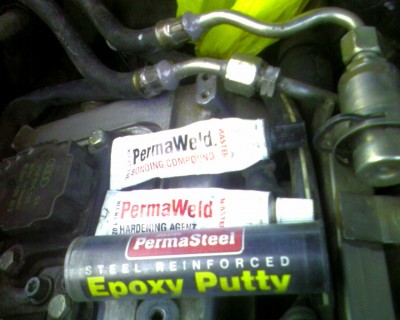 PermaWeld
BONDING COMPOUND
PermaWeld
HARDENING AGENT
PermaSteel
STEEL-REINFORCED
Epoxy Putty